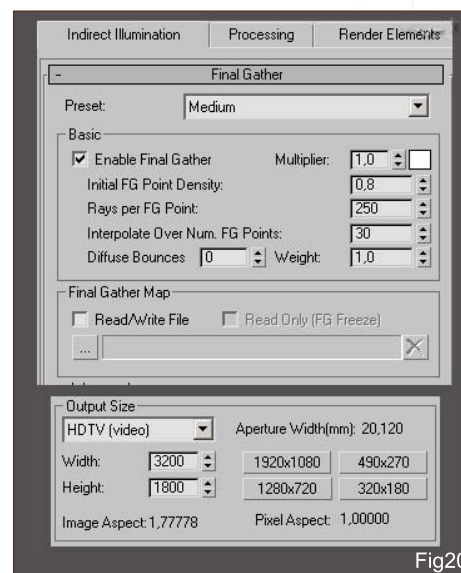 Indirect Illumination Processing Render Elements
- Final Gather
Preset: Medium
Basic
Enable Final Gather Multiplier: 1,0
Initial FG Point Density: 0,8
Rays per FG Point: 250
Interpolate Over Num. FG Points: 30
Diffuse Bounces 0 Weight: 1,0
Final Gather Map
Read/Write File Read Only (FG Freeze)
...
Output Size
HDTV (video) Aperture Width(mm): 20,120
Width: 3200 1920x1080 490x270
Height: 1800 1280x720 320x180
Image Aspect: 1,77778 Pixel Aspect: 1,00000
Fig20